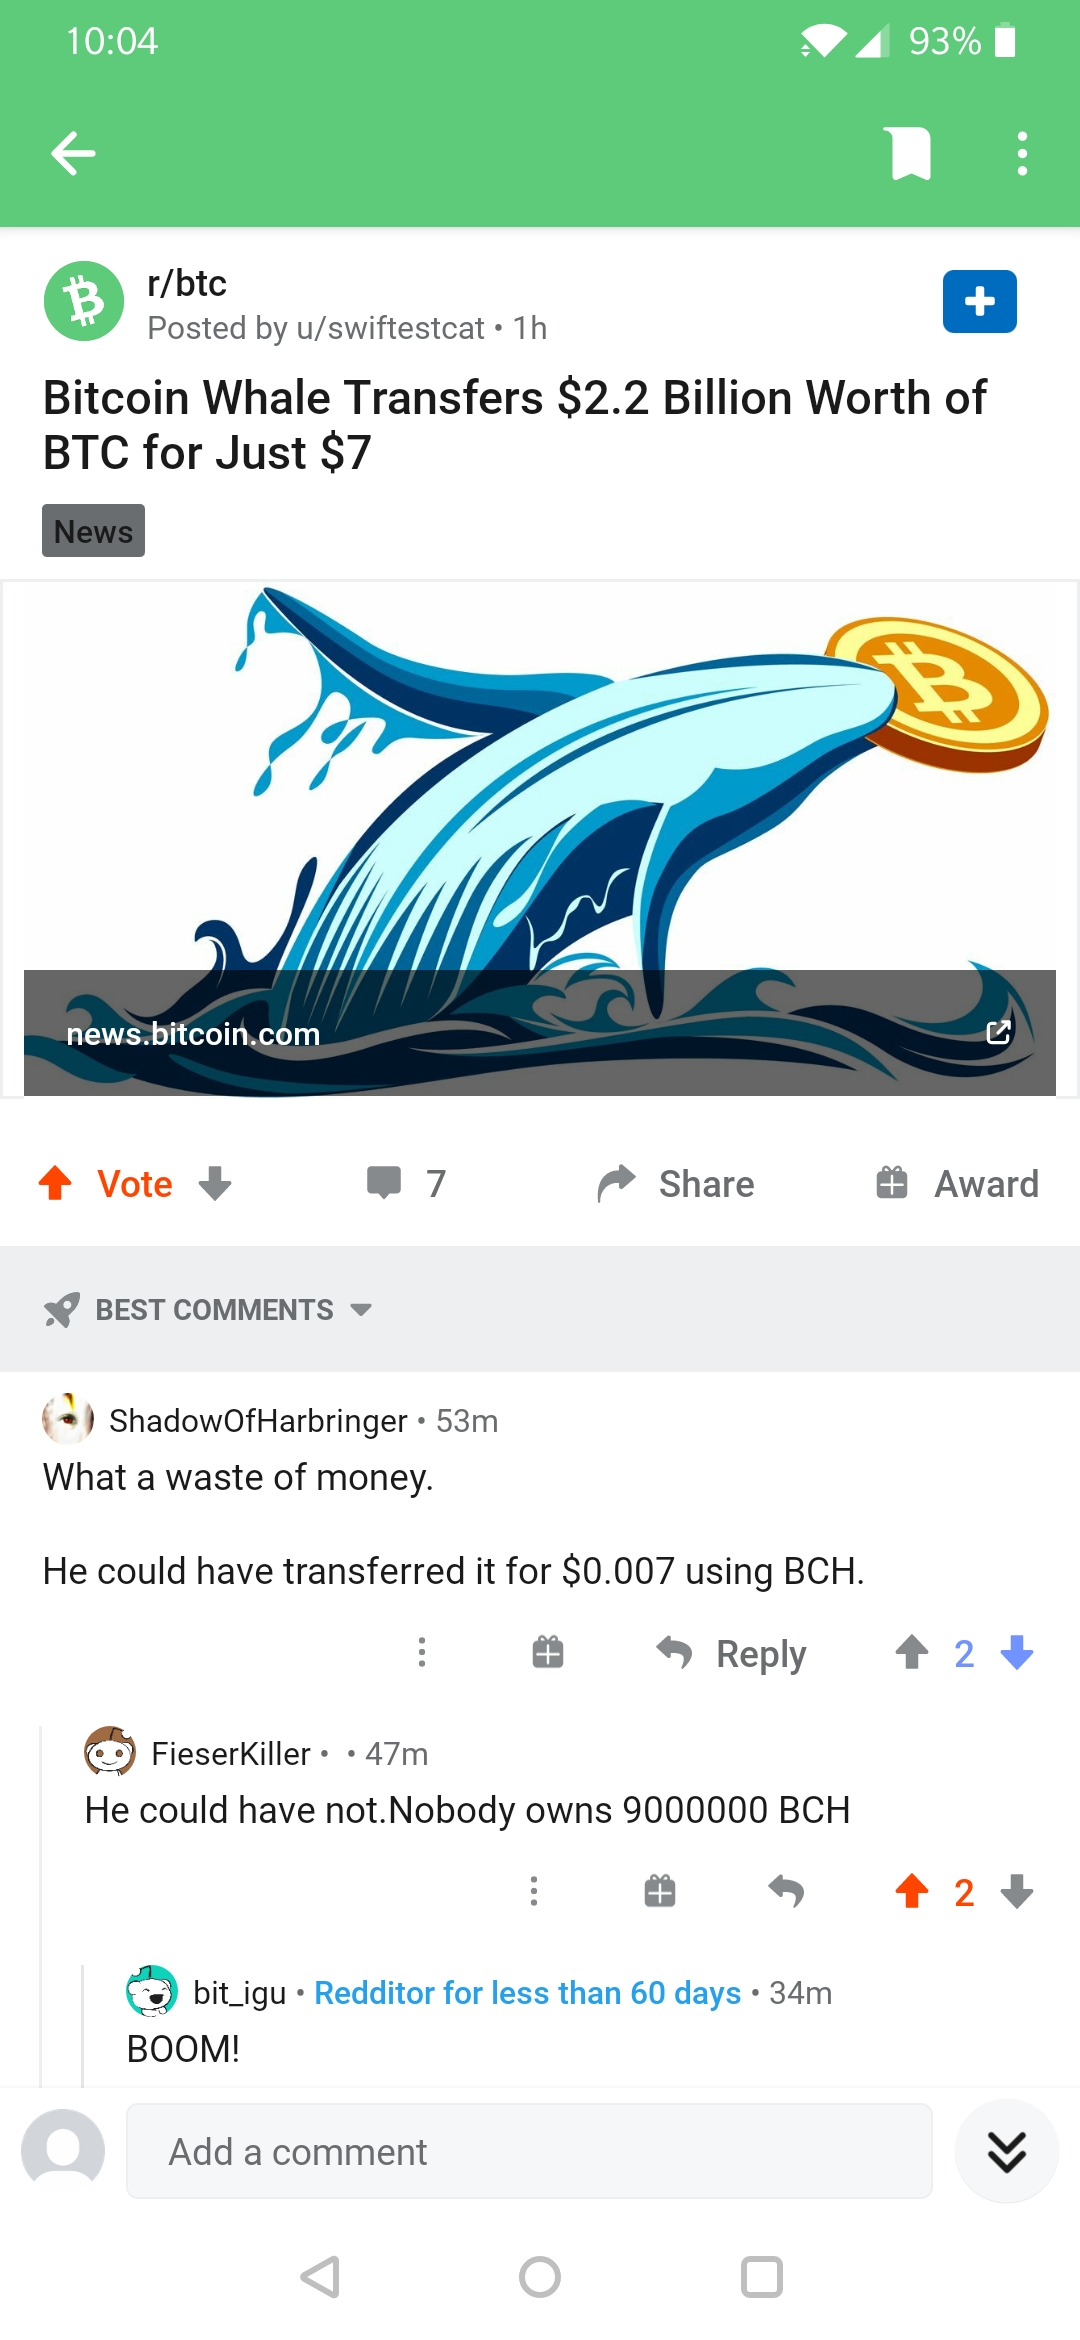 10:04
93%
r/btc
Posted by u/swiftestcat • 1h
Bitcoin Whale Transfers $2.2 Billion Worth of
BTC for Just $7
News
news.bitcoin.com
Vote
7
Share
Award
BEST COMMENTS
ShadowOfHarbringer • 53m
What a waste of money.
He could have transferred it for $0.007 using BCH.
Reply
2
FieserKiller • • 47m
He could have not.Nobody owns 9000000 BCH
2
bit_igu • Redditor for less than 60 days • 34m
BOOM!
Add a comment